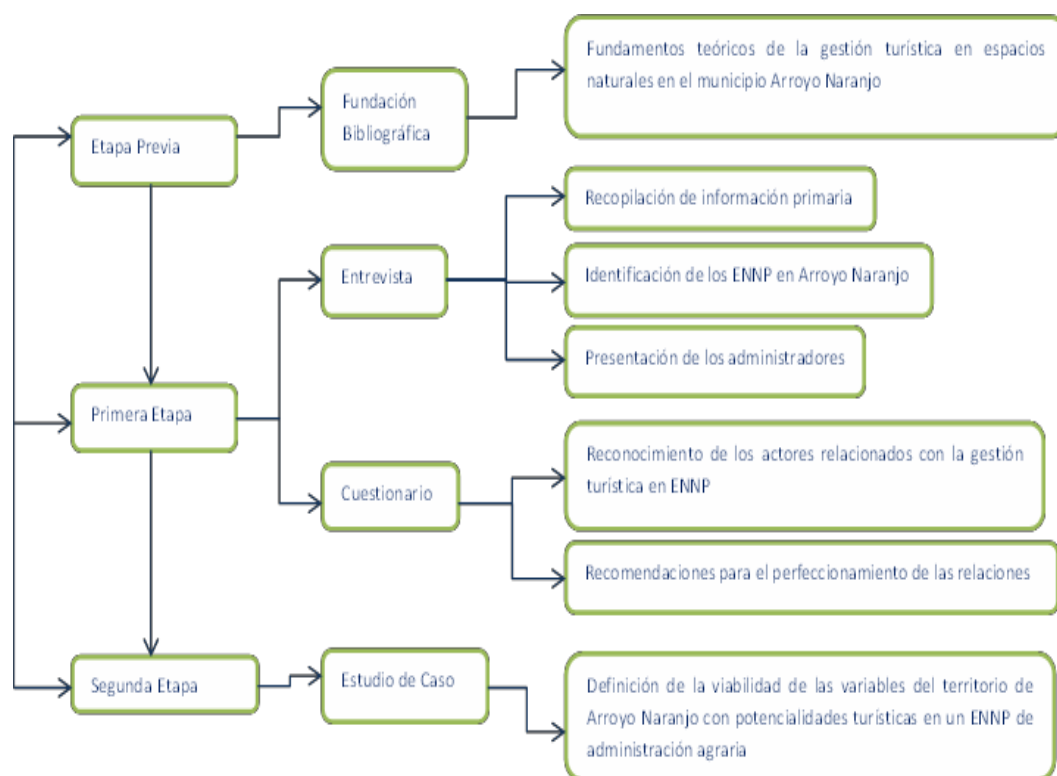 Fundamentos teóricos de la gestión turística en espacios
naturales en el municipio Arroyo Naranjo
Fundación
Bibliográfica
Etapa Previa
Recopilación de información primaria
Entrevista
Identificación de los ENNP en Arroyo Naranjo
Presentación de los administradores
Primera Etapa
Reconocimiento de los actores relacionados con la gestión
turística en ENNP
Cuestionario
Recomendaciones para el perfeccionamiento de las relaciones
Segunda Etapa
Estudio de Caso
Definición de la viabilidad de las variables del territorio de
Arroyo Naranjo con potencialidades turísticas en un ENNP de
administración agraria